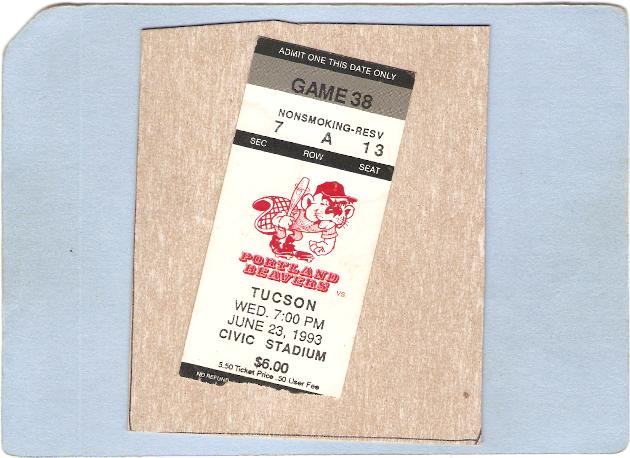 ADMIT ONE THIS DATE ONLY
GAME 38
NONSMOKING-RESV
7 A 13
SEC ROW SEAT
PORTLAND
BEAVERS
VS.
TUCSON
WED. 7:00 PM
JUNE 23, 1993
CIVIC STADIUM
$6.00
5.50 Ticket Price .50 User Fee
NO REFUND